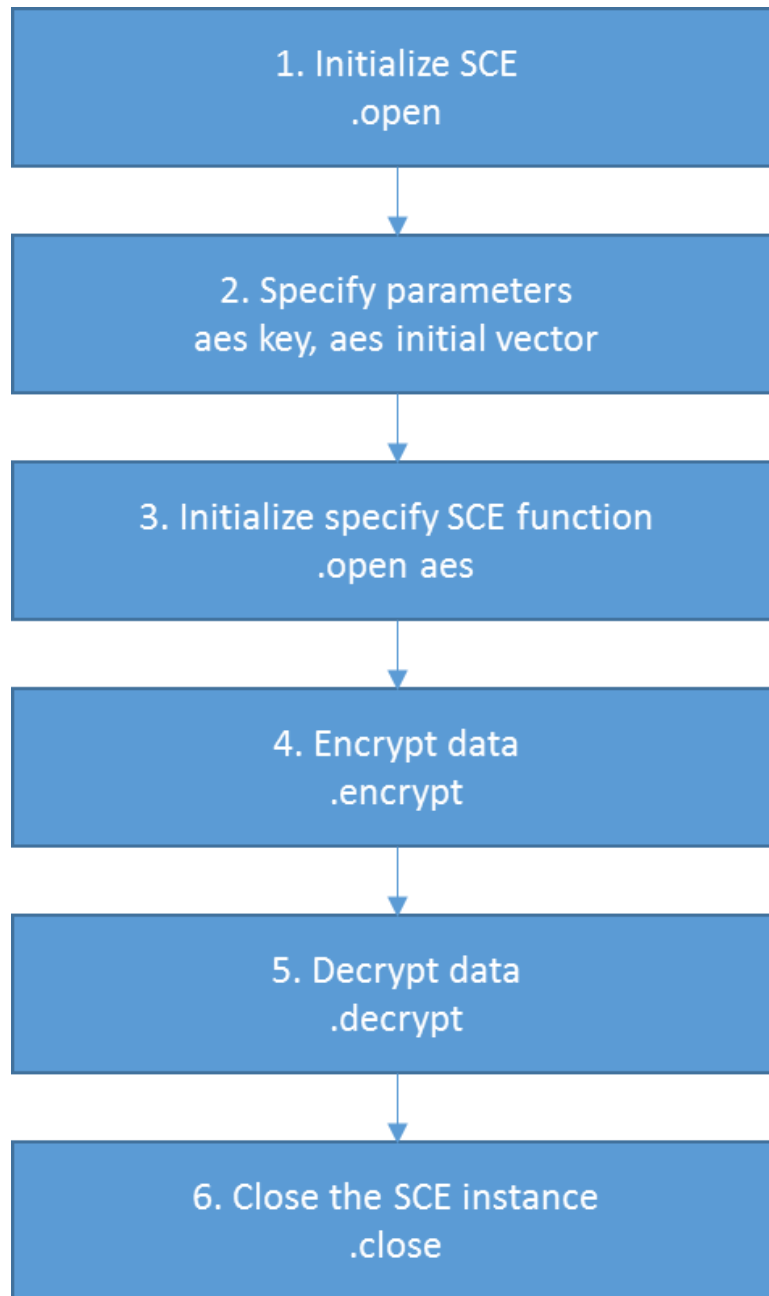 1. Initialize SCE
.open
2. Specify parameters
aes key, aes initial vector
3. Initialize specify SCE function
.open aes
4. Encrypt data
.encrypt
5. Decrypt data
.decrypt
6. Close the SCE instance
.close